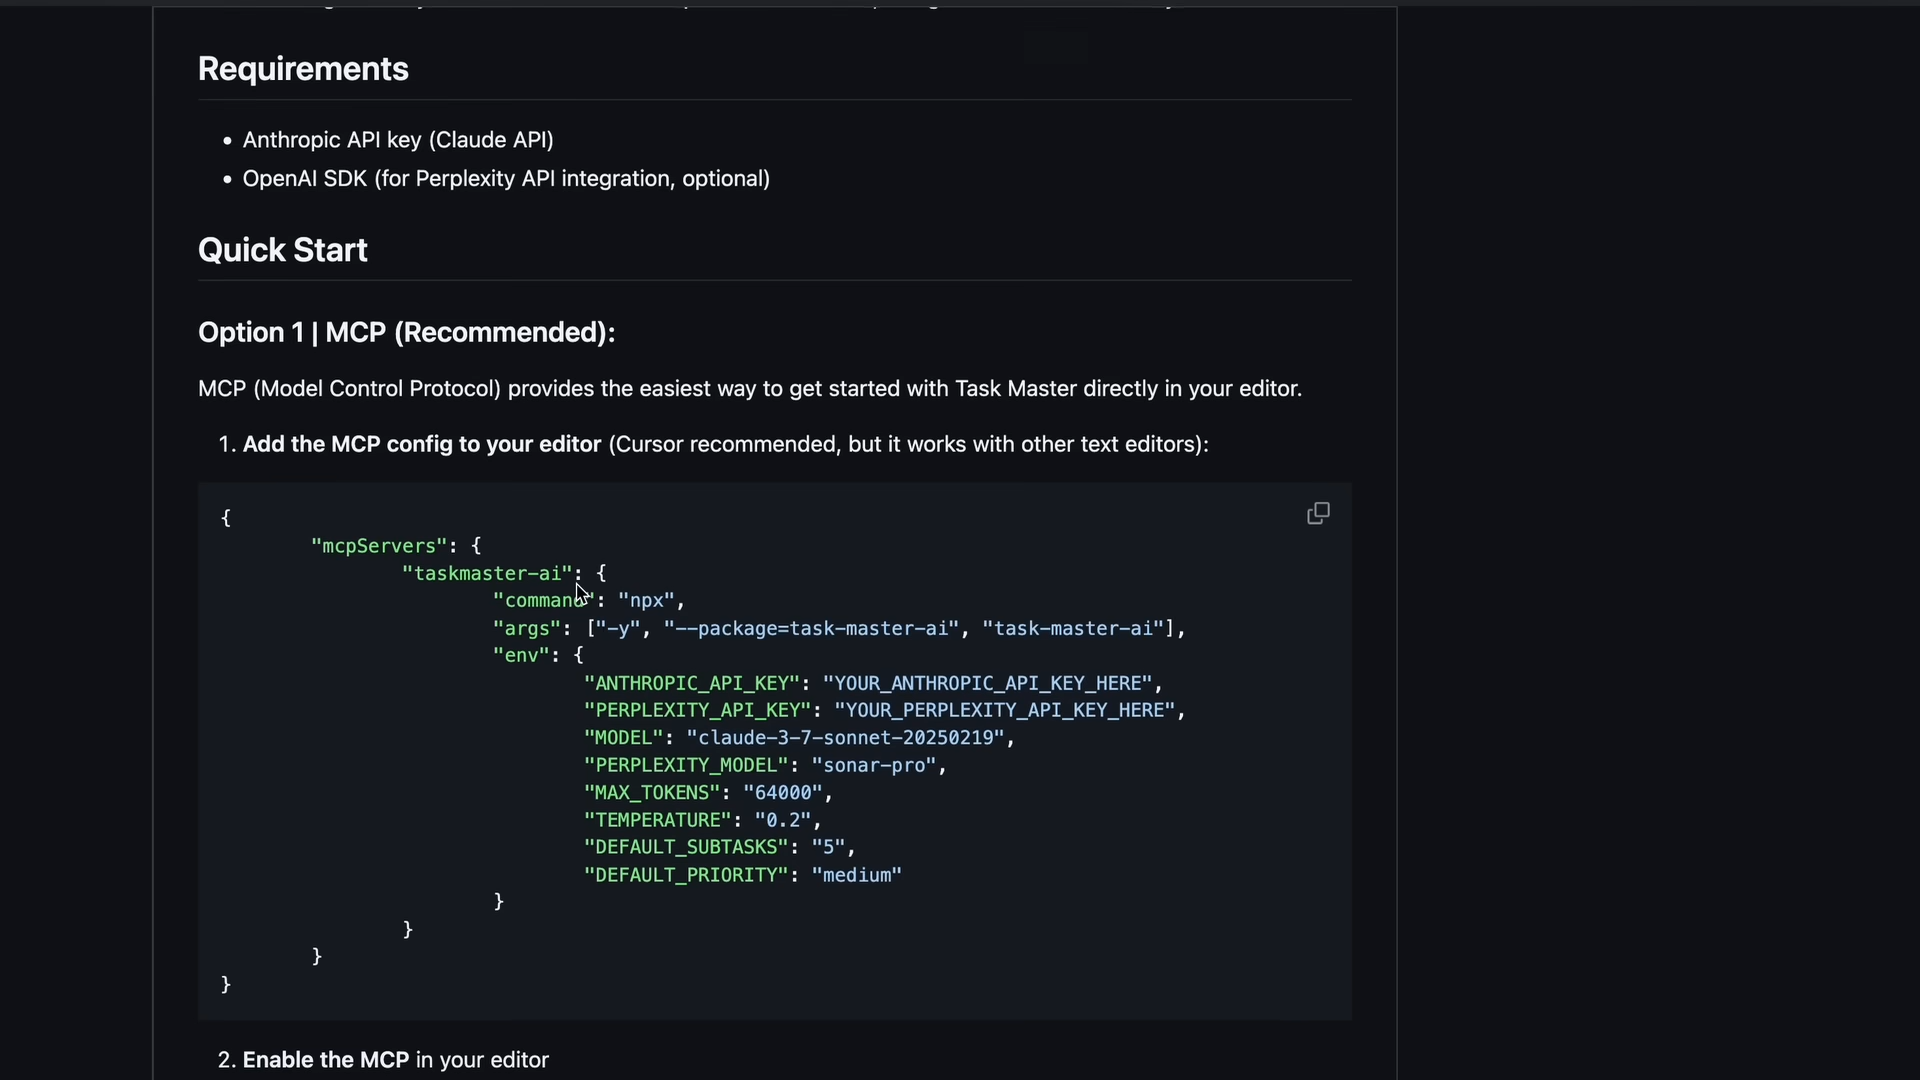 Requirements
• Anthropic API key (Claude API)
• OpenAI SDK (for Perplexity API integration, optional)
Quick Start
Option 1 | MCP (Recommended):
MCP (Model Control Protocol) provides the easiest way to get started with Task Master directly in your editor.
1. Add the MCP config to your editor (Cursor recommended, but it works with other text editors):
{
"mcpServers": {
"taskmaster-ai": {
"command": "npx",
"args": ["-y", "--package=task-master-ai", "task-master-ai"],
"env": {
"ANTHROPIC_API_KEY": "YOUR_ANTHROPIC_API_KEY_HERE",
"PERPLEXITY_API_KEY": "YOUR_PERPLEXITY_API_KEY_HERE",
"MODEL": "claude-3-7-sonnet-20250219",
"PERPLEXITY_MODEL": "sonar-pro",
"MAX_TOKENS": "64000",
"TEMPERATURE": "0.2",
"DEFAULT_SUBTASKS": "5",
"DEFAULT_PRIORITY": "medium"
}
}
}
}
2. Enable the MCP in your editor